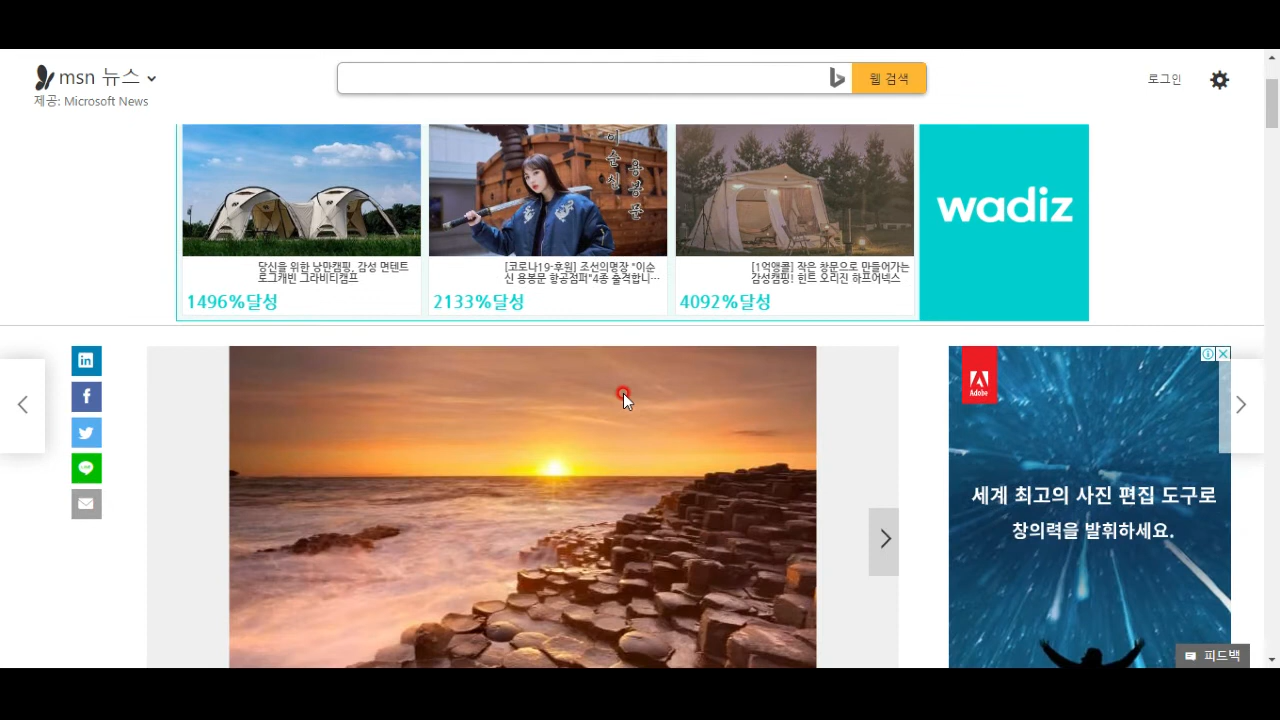 msn 뉴스
제공: Microsoft News
웹 검색
로그인
이순신
용봉문
당신을 위한 낭만캠핑, 감성 면텐트
로그캐빈 그라비티캠프
1496%달성
[코로나19-후원] 조선의명장 "이순
신 용봉문 항공점퍼"4종 출격합니…
2133%달성
[1억앵콜] 작은 창문으로 만들어가는
감성캠핑! 힌트 오리진 하프어넥스
4092%달성
wadiz
in
f
LINE
Adobe
세계 최고의 사진 편집 도구로
창의력을 발휘하세요.
피드백